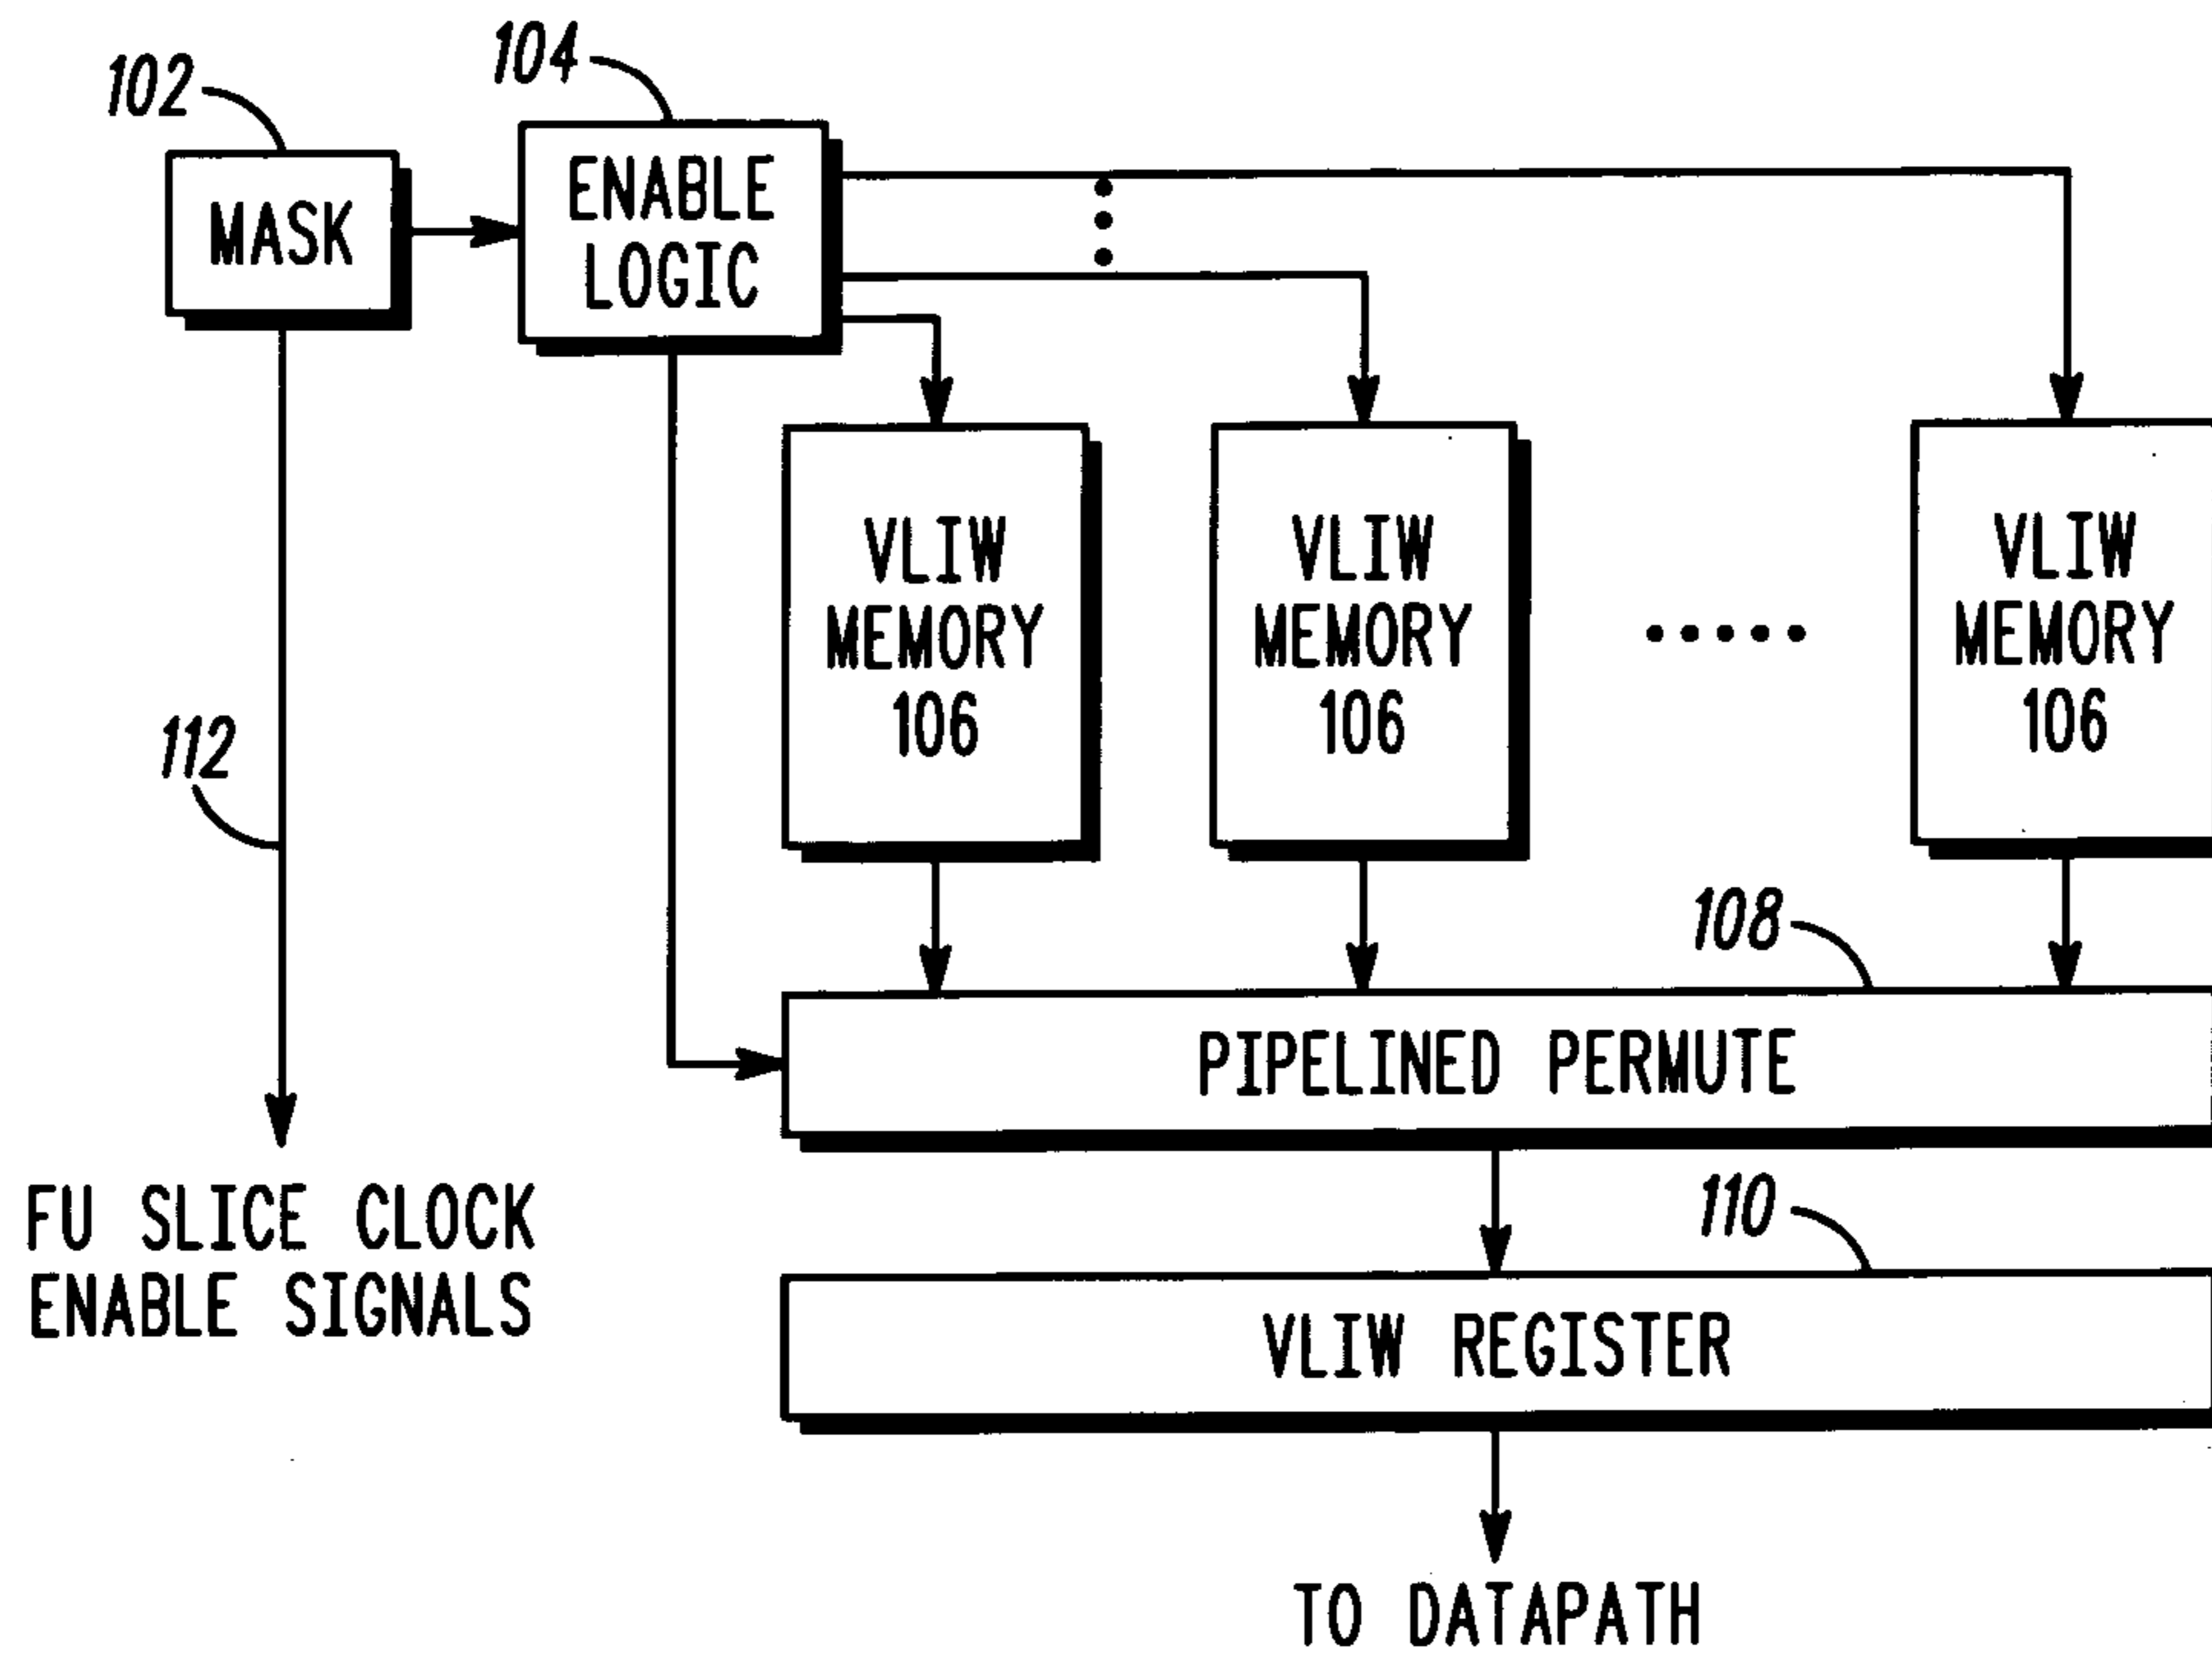 102
104
MASK
ENABLE
LOGIC
VLIW
MEMORY
106
VLIW
MEMORY
106
VLIW
MEMORY
106
112
108
PIPELINED PERMUTE
FU SLICE CLOCK
ENABLE SIGNALS
110
VLIW REGISTER
TO DATAPATH